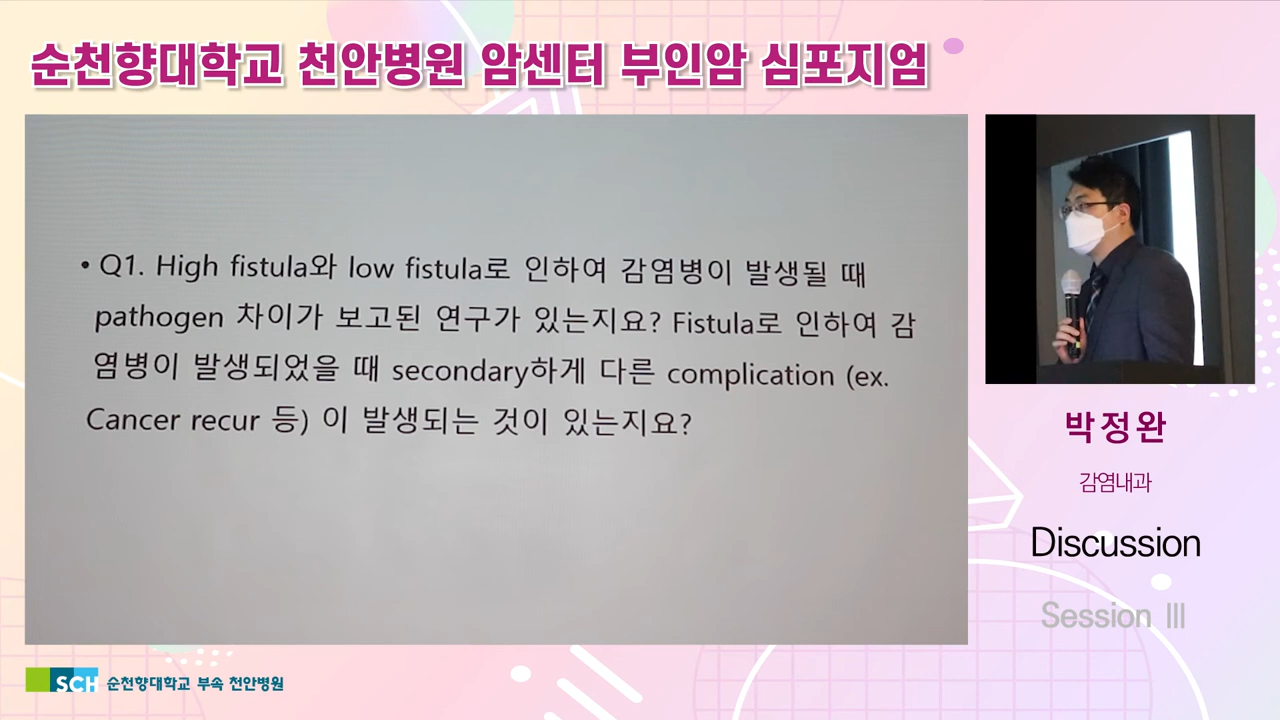 순천향대학교 천안병원 암센터 부인암 심포지엄
• Q1. High fistula와 low fistula로 인하여 감염병이 발생될 때
pathogen 차이가 보고된 연구가 있는지요? Fistula로 인하여 감
염병이 발생되었을 때 secondary하게 다른 complication (ex.
Cancer recur 등) 이 발생되는 것이 있는지요?
박정완
감염내과
Discussion
Session III
SCH 순천향대학교 부속 천안병원